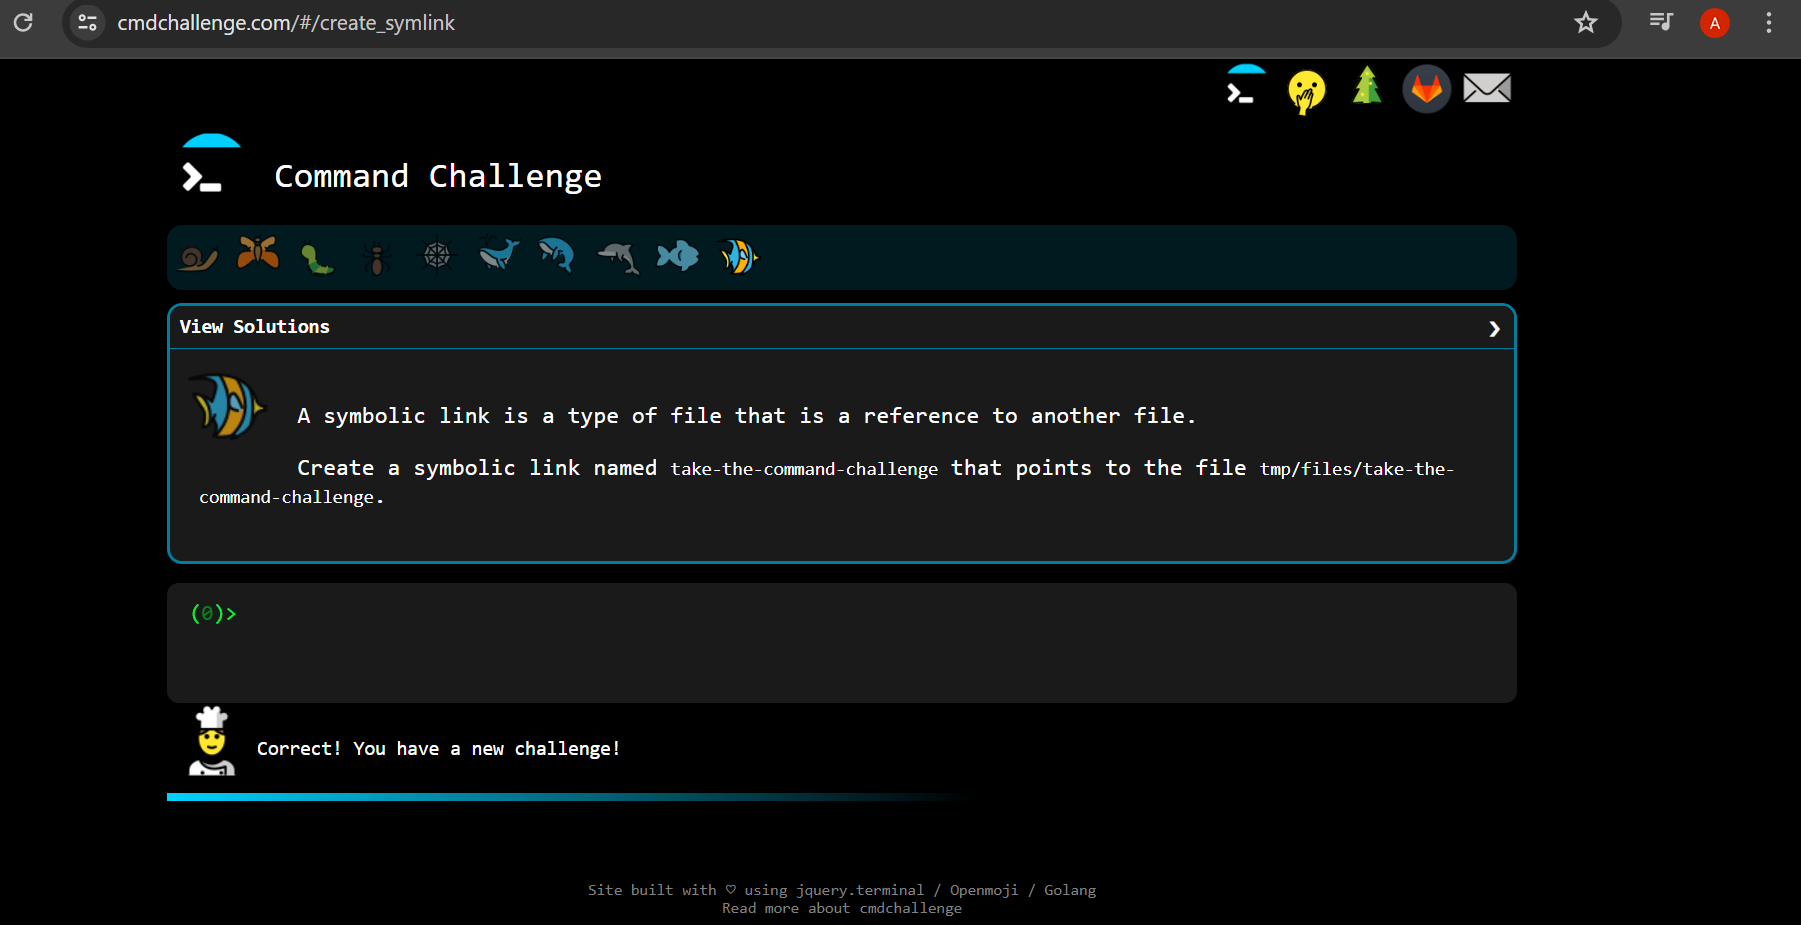 cmdchallenge.com/#/create_symlink
A
Command Challenge
View Solutions
A symbolic link is a type of file that is a reference to another file.
Create a symbolic link named take-the-command-challenge that points to the file tmp/files/take-the-
command-challenge.
(0)>
Correct! You have a new challenge!
Site built with ♡ using jquery.terminal / Openmoji / Golang
Read more about cmdchallenge